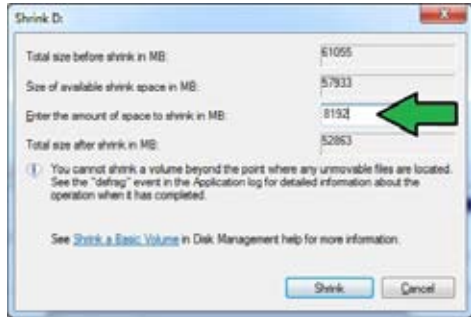 Shrink D:
Total size before shrink in MB: 61055
Size of available shrink space in MB: 57933
Enter the amount of space to shrink in MB: 8192
Total size after shrink in MB: 52863
You cannot shrink a volume beyond the point where any unmovable files are located.
See the "defrag" event in the Application log for detailed information about the
operation when it has completed.
See Shrink a Basic Volume in Disk Management help for more information.
Shrink Cancel